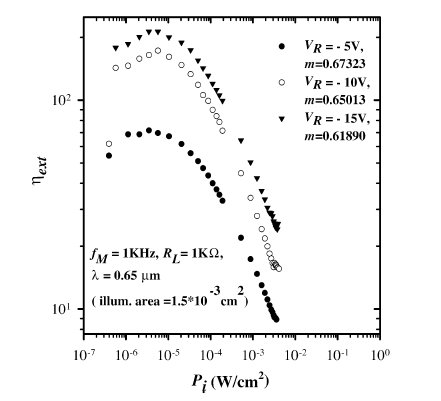 V_R = - 5V,
m=0.67323
V_R = - 10V,
m=0.65013
V_R = - 15V,
m=0.61890
10^2
η_ext
f_M = 1KHz, R_L= 1KΩ,
λ = 0.65 μm
( illum. area =1.5*10^-3 cm^2)
10^1
10^-7 10^-6 10^-5 10^-4 10^-3 10^-2 10^-1 10^0
P_i (W/cm^2)